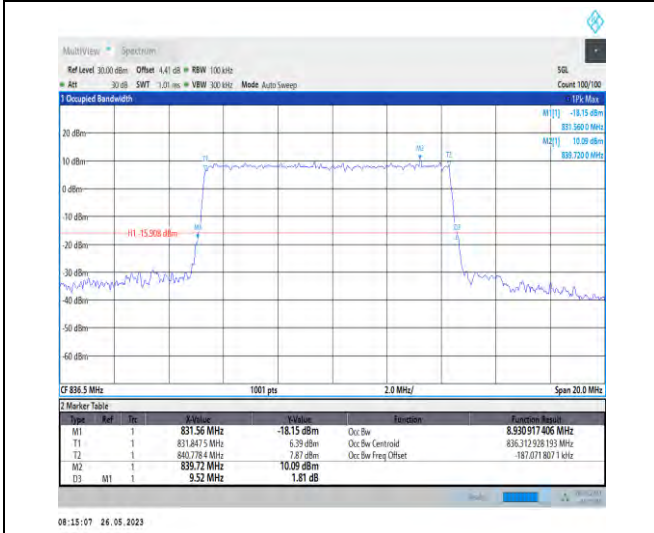 MultiView Spectrum
Ref Level 30.00 dBm Offset 4.41 dB RBW 100 kHz SGL
Att 30 dB SWT 1.01 ms VBW 300 kHz Mode Auto Sweep Count 100/100
1 Occupied Bandwidth 1Pk Max
M1[1] -18.15 dBm
831.560 0 MHz
M2[1] 10.09 dBm
839.720 0 MHz
20 dBm
M2
T1 T2
10 dBm
0 dBm
-10 dBm
M1 D3
H1 -15.908 dBm
-20 dBm
-30 dBm
-40 dBm
-50 dBm
-60 dBm
CF 836.5 MHz 1001 pts 2.0 MHz/ Span 20.0 MHz
2 Marker Table
Type Ref Trc X-Value Y-Value Function Function Result
M1 1 831.56 MHz -18.15 dBm Occ Bw 8.930 917 406 MHz
T1 1 831.847 5 MHz 6.39 dBm Occ Bw Centroid 836.312 928 193 MHz
T2 1 840.778 4 MHz 7.87 dBm Occ Bw Freq Offset -187.071 807 1 kHz
M2 1 839.72 MHz 10.09 dBm
D3 M1 1 9.52 MHz 1.81 dB
08:15:07 26.05.2023